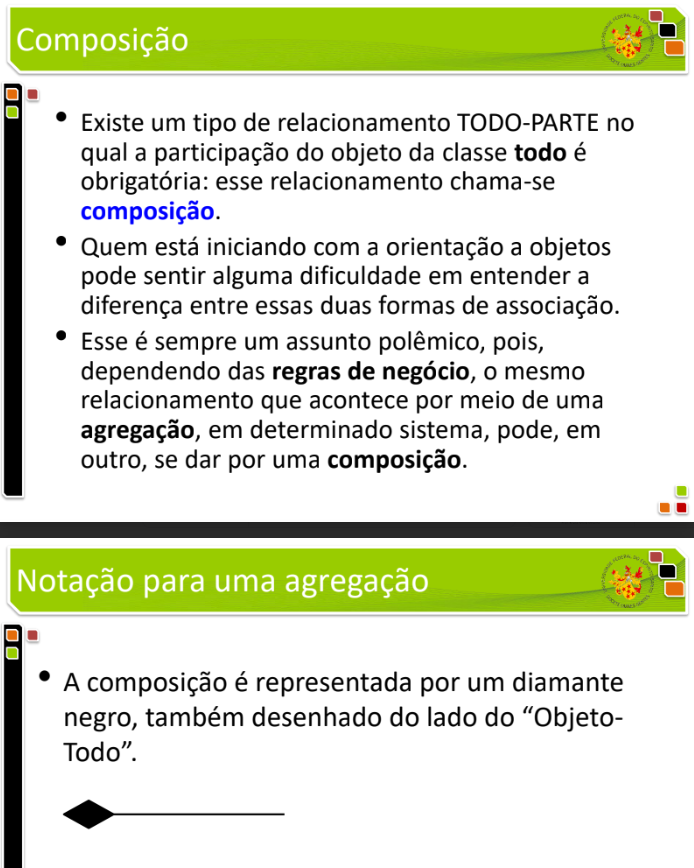 Composição
• Existe um tipo de relacionamento TODO-PARTE no
qual a participação do objeto da classe todo é
obrigatória: esse relacionamento chama-se
composição.
• Quem está iniciando com a orientação a objetos
pode sentir alguma dificuldade em entender a
diferença entre essas duas formas de associação.
• Esse é sempre um assunto polêmico, pois,
dependendo das regras de negócio, o mesmo
relacionamento que acontece por meio de uma
agregação, em determinado sistema, pode, em
outro, se dar por uma composição.
Notação para uma agregação
• A composição é representada por um diamante
negro, também desenhado do lado do “Objeto-
Todo”.